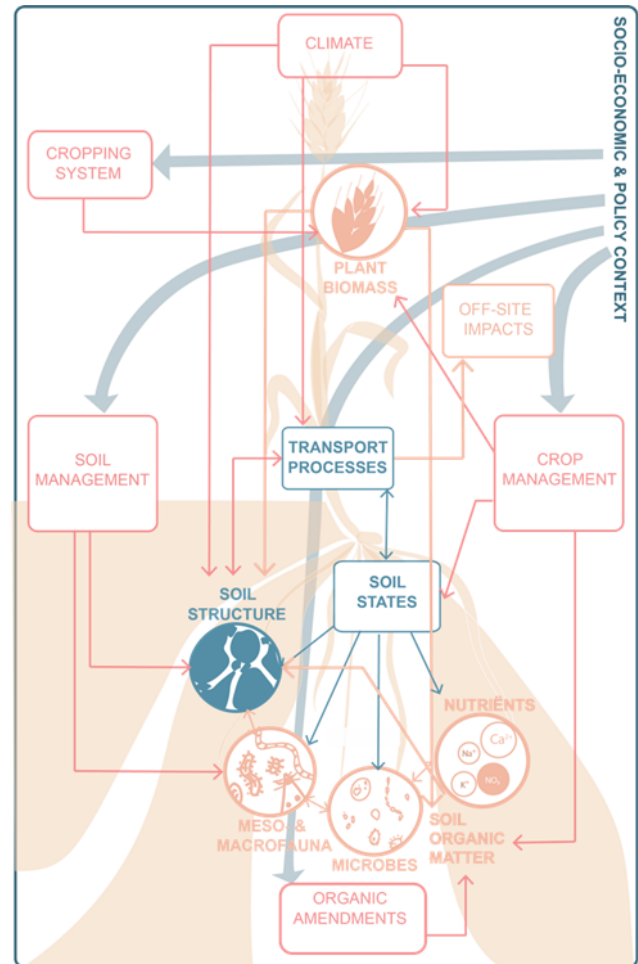 CLIMATE
SOCIO-ECONOMIC & POLICY CONTEXT
CROPPING
SYSTEM
PLANT
BIOMASS
OFF-SITE
IMPACTS
SOIL
MANAGEMENT
TRANSPORT
PROCESSES
CROP
MANAGEMENT
SOIL
STRUCTURE
SOIL
STATES
NUTRIËNTS
Ca²⁺
Na⁺
K⁺
NO₃
MESO- &
MACROFAUNA
MICROBES
SOIL
ORGANIC
MATTER
ORGANIC
AMENDMENTS